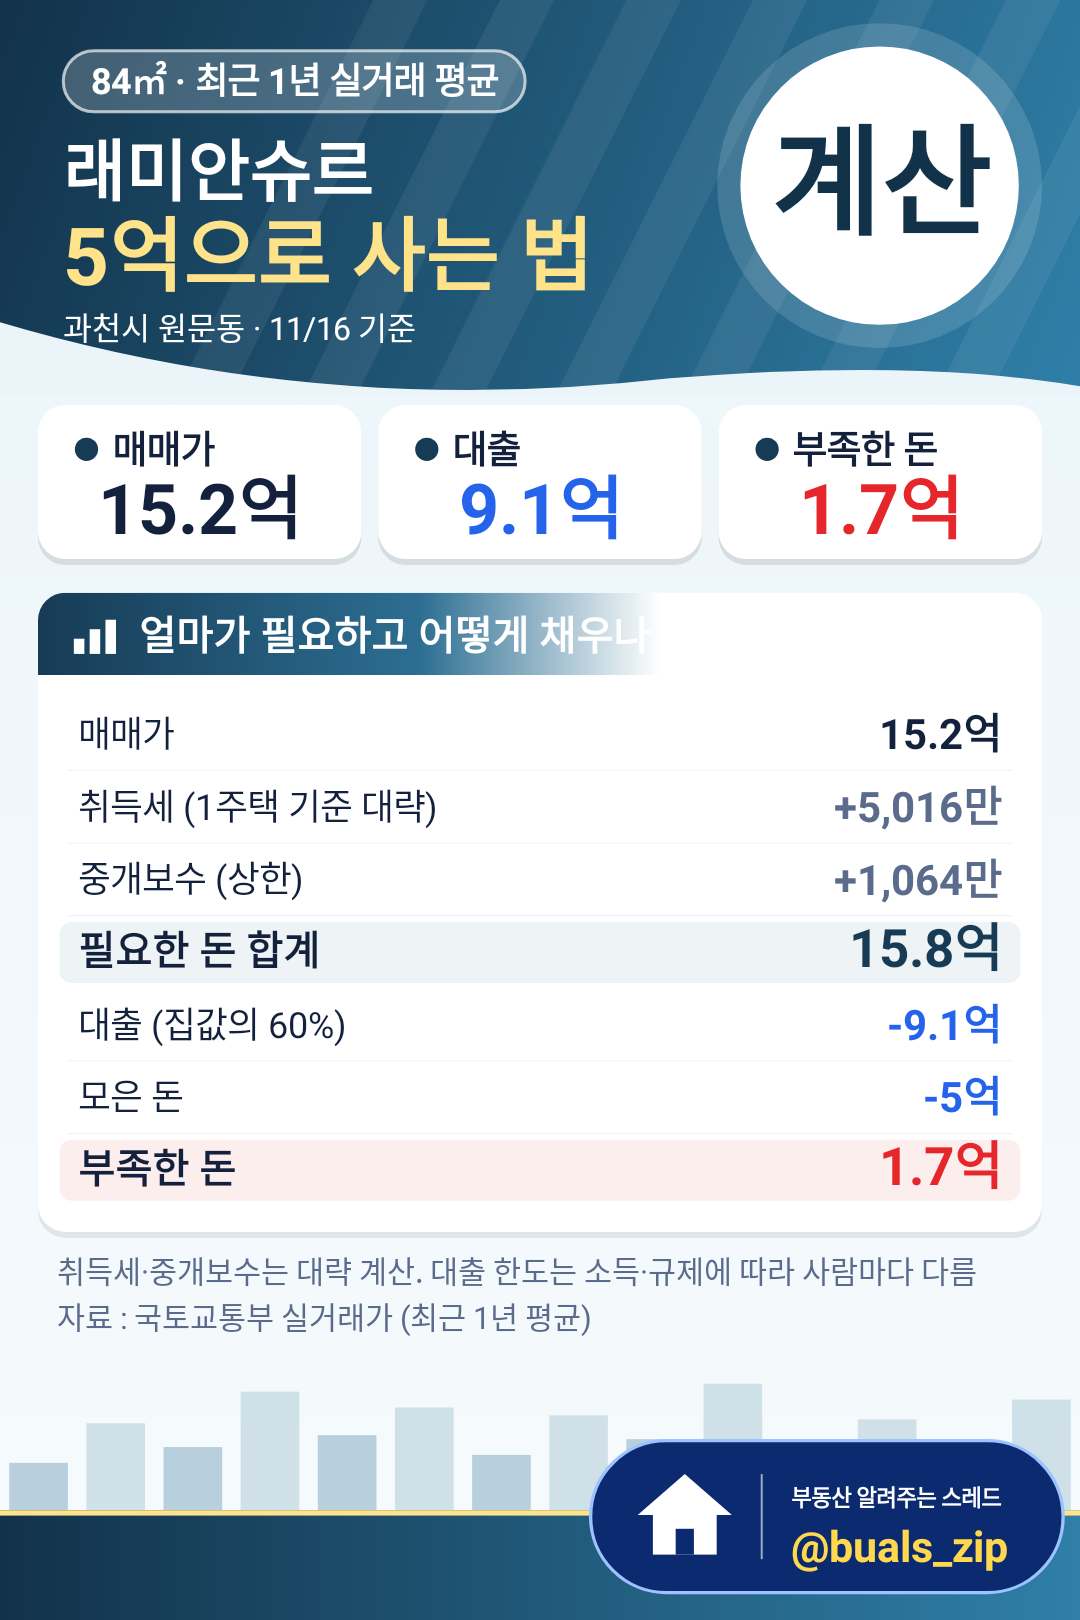 84㎡ · 최근 1년 실거래 평균
래미안슈르
5억으로 사는 법
과천시 원문동 · 11/16 기준
계산
매매가
15.2억
대출
9.1억
부족한 돈
1.7억
얼마가 필요하고 어떻게 채우나
매매가 15.2억
취득세 (1주택 기준 대략) +5,016만
중개보수 (상한) +1,064만
필요한 돈 합계 15.8억
대출 (집값의 60%) -9.1억
모은 돈 -5억
부족한 돈 1.7억
취득세·중개보수는 대략 계산. 대출 한도는 소득·규제에 따라 사람마다 다름
자료 : 국토교통부 실거래가 (최근 1년 평균)
부동산 알려주는 스레드
@buals_zip